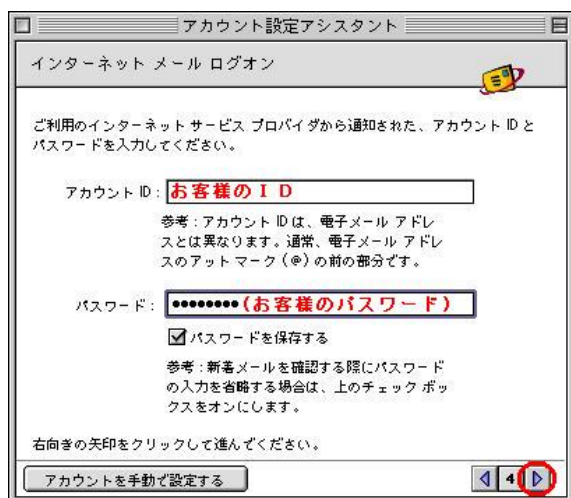 アカウント設定アシスタント
インターネット メール ログオン
ご利用のインターネット サービス プロバイダから通知された、アカウント ID と
パスワードを入力してください。
アカウント ID : お客様のＩＤ
参考 : アカウント ID は、電子メール アドレ
スとは異なります。通常、電子メール アドレ
スのアット マーク (@) の前の部分です。
パスワード : ●●●●●●●●(お客様のパスワード)
パスワードを保存する
参考 : 新着メールを確認する際にパスワード
の入力を省略する場合は、上のチェック ボッ
クスをオンにします。
右向きの矢印をクリックして進んでください。
アカウントを手動で設定する 4